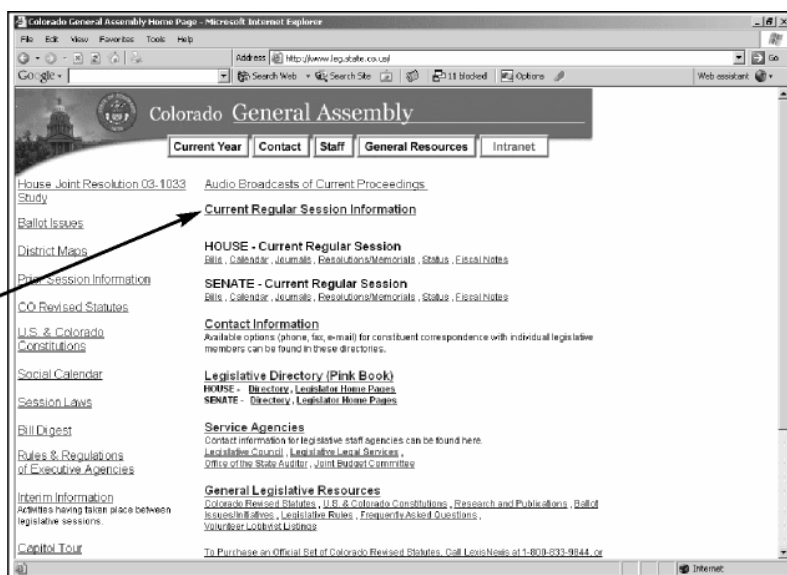 Colorado General Assembly Home Page - Microsoft Internet Explorer
File Edit View Favorites Tools Help
Address http://www.leg.state.co.us/ Go
Google Search Web Search Site 11 blocked Options Web assistant
Colorado General Assembly
Current Year Contact Staff General Resources Intranet
House Joint Resolution 03-1033
Study
Ballot Issues
District Maps
Prior Session Information
CO Revised Statutes
U.S. & Colorado
Constitutions
Social Calendar
Session Laws
Bill Digest
Rules & Regulations
of Executive Agencies
Interim Information
Activities having taken place between
legislative sessions.
Capitol Tour
Audio Broadcasts of Current Proceedings
Current Regular Session Information
HOUSE - Current Regular Session
Bills , Calendar , Journals , Resolutions/Memorials , Status , Fiscal Notes
SENATE - Current Regular Session
Bills , Calendar , Journals , Resolutions/Memorials , Status , Fiscal Notes
Contact Information
Available options (phone, fax, e-mail) for constituent correspondence with individual legislative
members can be found in these directories.
Legislative Directory (Pink Book)
HOUSE - Directory , Legislator Home Pages
SENATE - Directory , Legislator Home Pages
Service Agencies
Contact information for legislative staff agencies can be found here.
Legislative Council , Legislative Legal Services ,
Office of the State Auditor , Joint Budget Committee
General Legislative Resources
Colorado Revised Statutes , U.S. & Colorado Constitutions , Research and Publications , Ballot
Issues/Initiatives , Legislative Rules , Frequently Asked Questions ,
Volunteer Lobbyist Listings
To Purchase an Official Set of Colorado Revised Statutes, Call LexisNexis at 1-800-833-9844, or
Internet